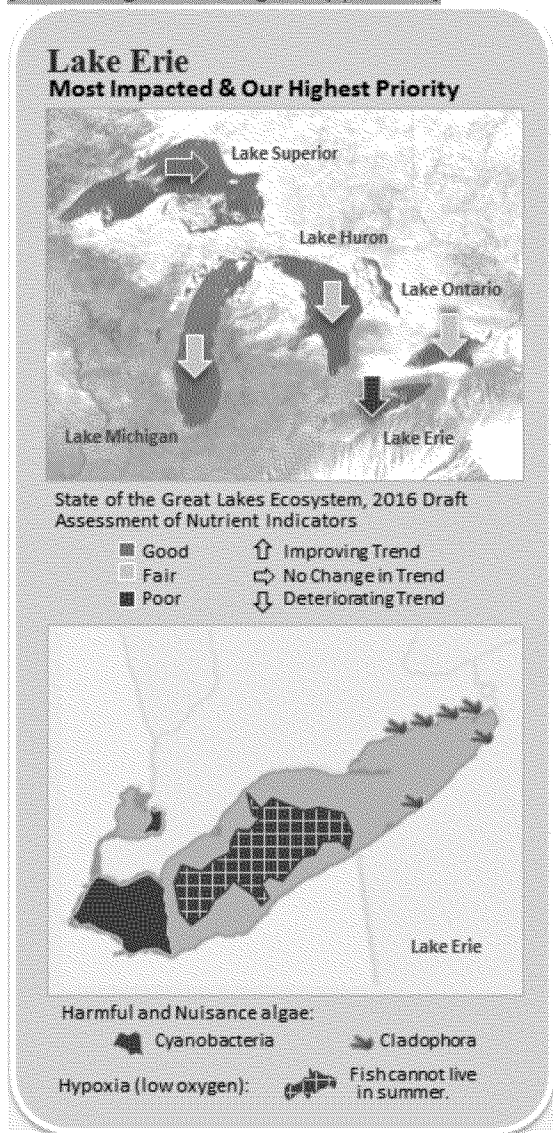 Lake Erie
Most Impacted & Our Highest Priority
Lake Superior
Lake Huron
Lake Ontario
Lake Michigan
Lake Erie
State of the Great Lakes Ecosystem, 2016 Draft
Assessment of Nutrient Indicators
Good
Improving Trend
Fair
No Change in Trend
Poor
Deteriorating Trend
Lake Erie
Harmful and Nuisance algae:
Cyanobacteria
Cladophora
Hypoxia (low oxygen):
Fish cannot live
in summer.